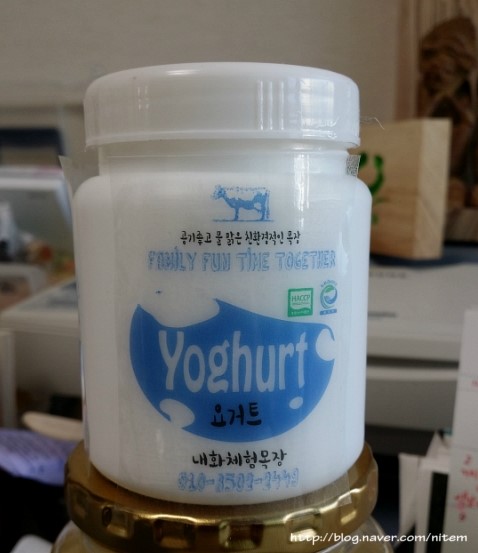 공기좋고 물 맑은 친환경적인 목장
FAMILY FUN TIME TOGETHER
HACCP
Yoghurt
요거트
내화체험목장
http://blog.naver.com/nitem